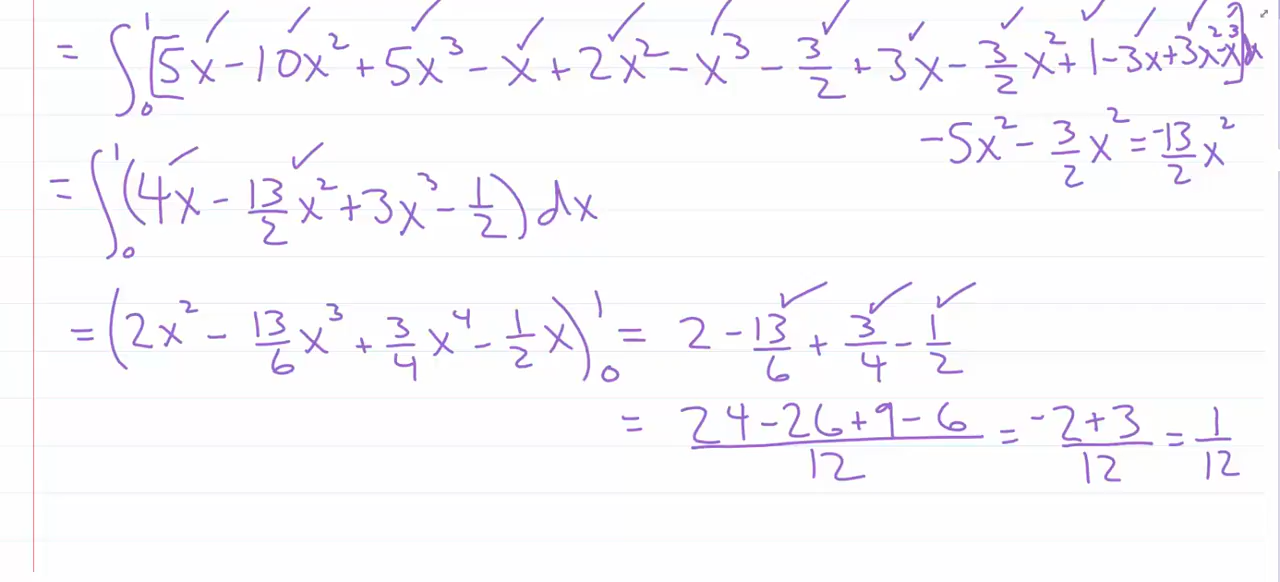 = ∫₀¹ [5x − 10x² + 5x³ − x + 2x² − x³ − 3/2 + 3x − 3/2 x² + 1 − 3x + 3x² − x³] dx
−5x² − 3/2 x² = −13/2 x²
= ∫₀¹ (4x − 13/2 x² + 3x³ − 1/2) dx
= (2x² − 13/6 x³ + 3/4 x⁴ − 1/2 x)₀¹ = 2 − 13/6 + 3/4 − 1/2
= (24 − 26 + 9 − 6)/12 = (−2 + 3)/12 = 1/12